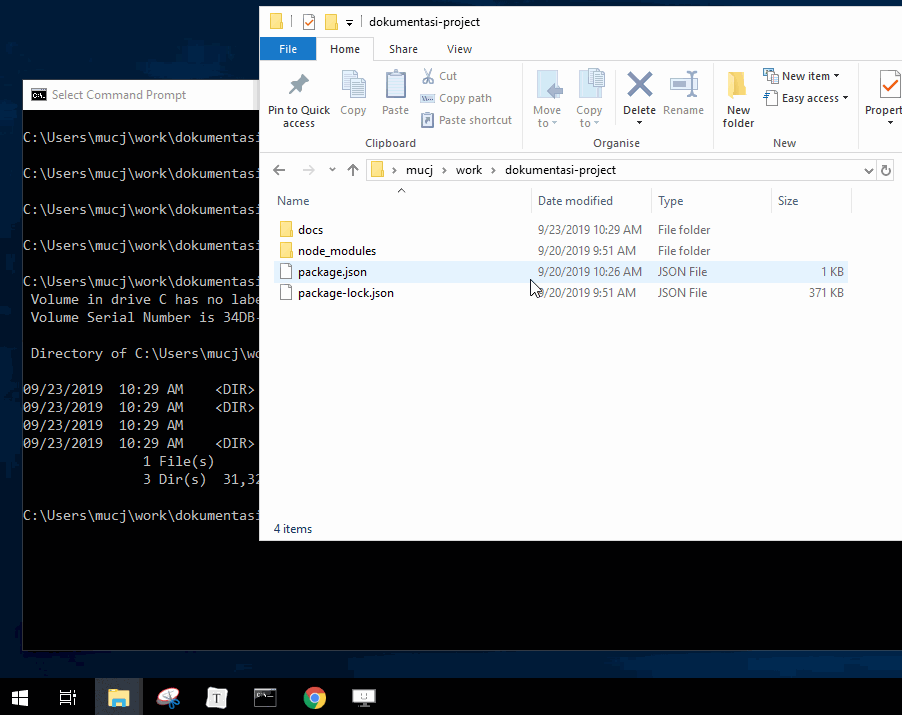 dokumentasi-project
File Home Share View
Pin to Quick access
Copy
Paste
Cut
Copy path
Paste shortcut
Clipboard
Move to
Copy to
Delete
Rename
Organise
New folder
New item
Easy access
New
mucj › work › dokumentasi-project
Name Date modified Type Size
docs 9/23/2019 10:29 AM File folder
node_modules 9/20/2019 9:51 AM File folder
package.json 9/20/2019 10:26 AM JSON File 1 KB
package-lock.json 9/20/2019 9:51 AM JSON File 371 KB
4 items
Select Command Prompt
C:\Users\mucj\work\dokumentasi
C:\Users\mucj\work\dokumentasi
C:\Users\mucj\work\dokumentasi
C:\Users\mucj\work\dokumentasi
C:\Users\mucj\work\dokumentasi
Volume in drive C has no labe
Volume Serial Number is 34DB-
Directory of C:\Users\mucj\wo
09/23/2019 10:29 AM <DIR>
09/23/2019 10:29 AM <DIR>
09/23/2019 10:29 AM
09/23/2019 10:29 AM <DIR>
1 File(s)
3 Dir(s) 31,32
C:\Users\mucj\work\dokumentasi
T